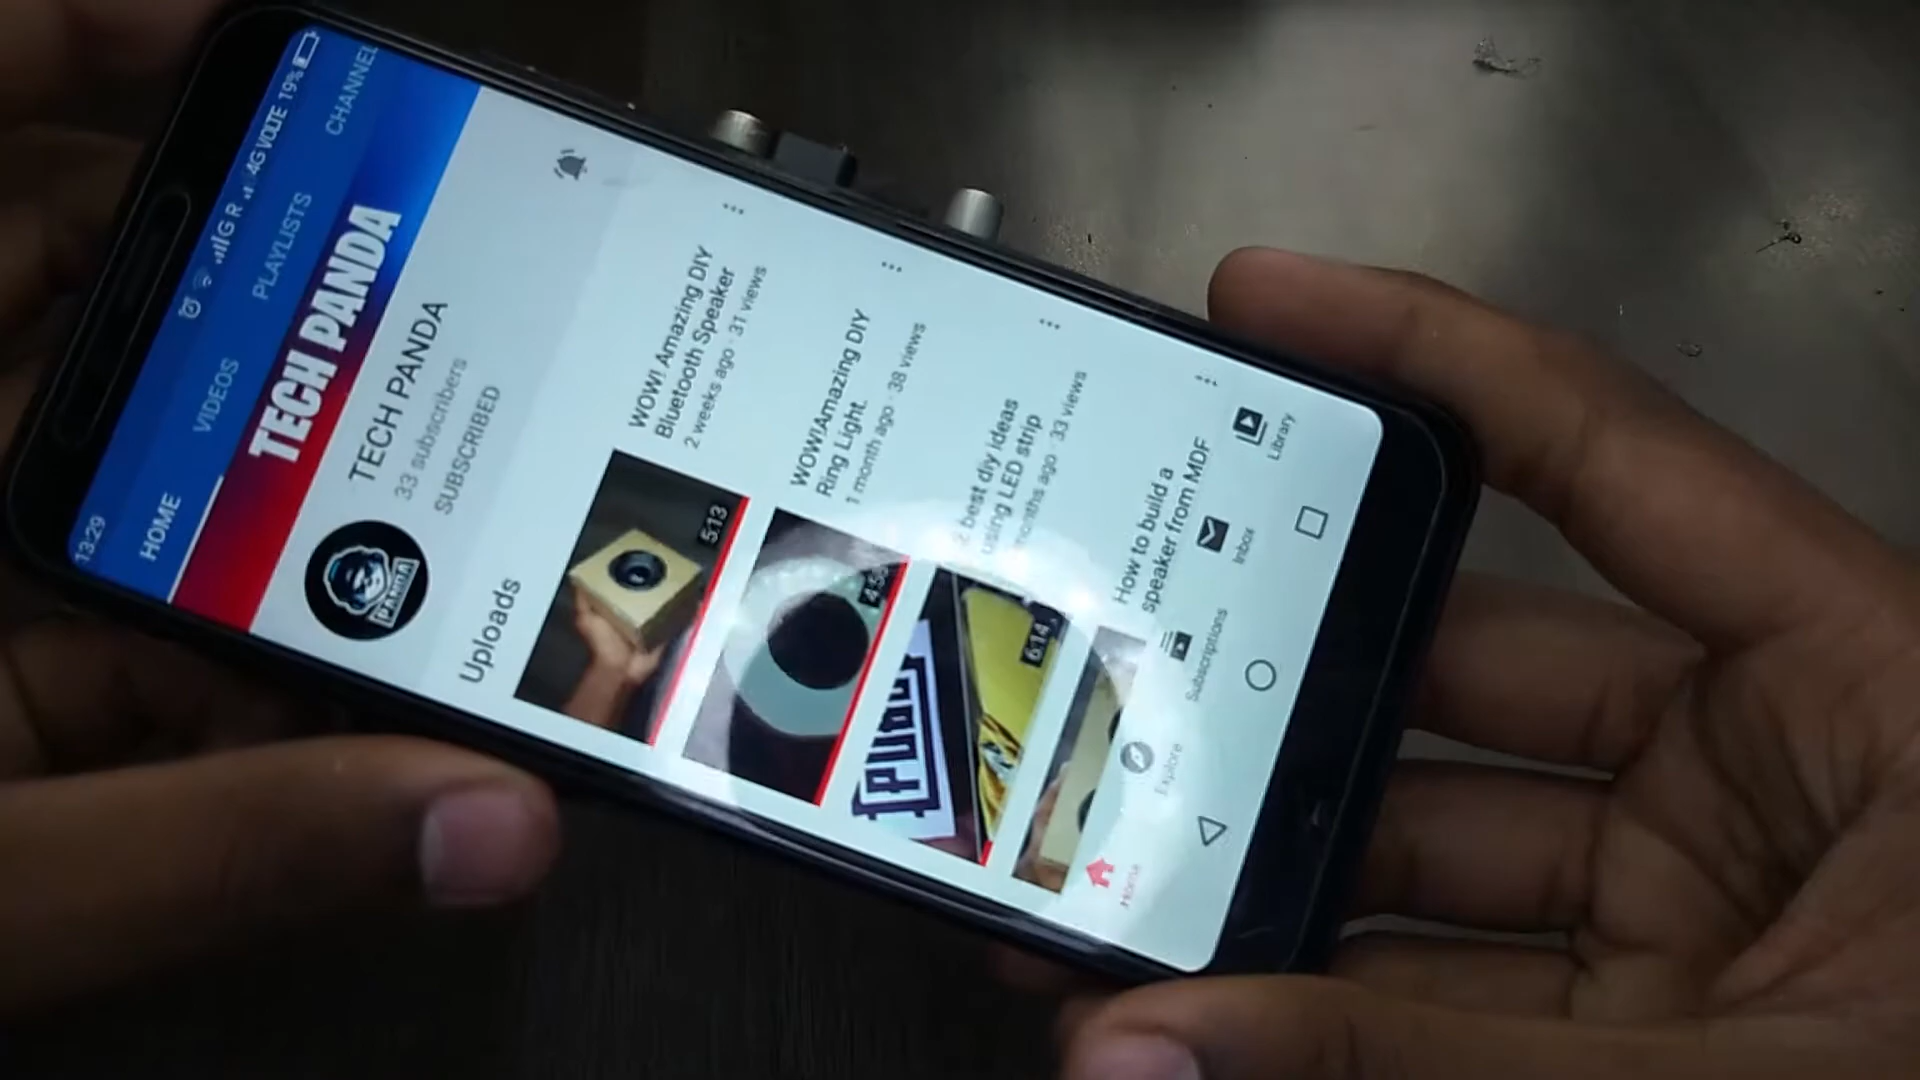 13:29
G R
4G VOLTE 19%
HOME
VIDEOS
PLAYLISTS
CHANNEL
TECH PANDA
PANDA
TECH PANDA
33 subscribers
SUBSCRIBED
Uploads
5:13
WOW! Amazing DIY
Bluetooth Speaker
2 weeks ago · 31 views
WOW!Amazing DIY
Ring Light.
1 month ago · 38 views
PUBG
6:14
2 best diy ideas
using LED strip
months ago · 33 views
How to build a
speaker from MDF
Home
Explore
Subscriptions
Inbox
Library